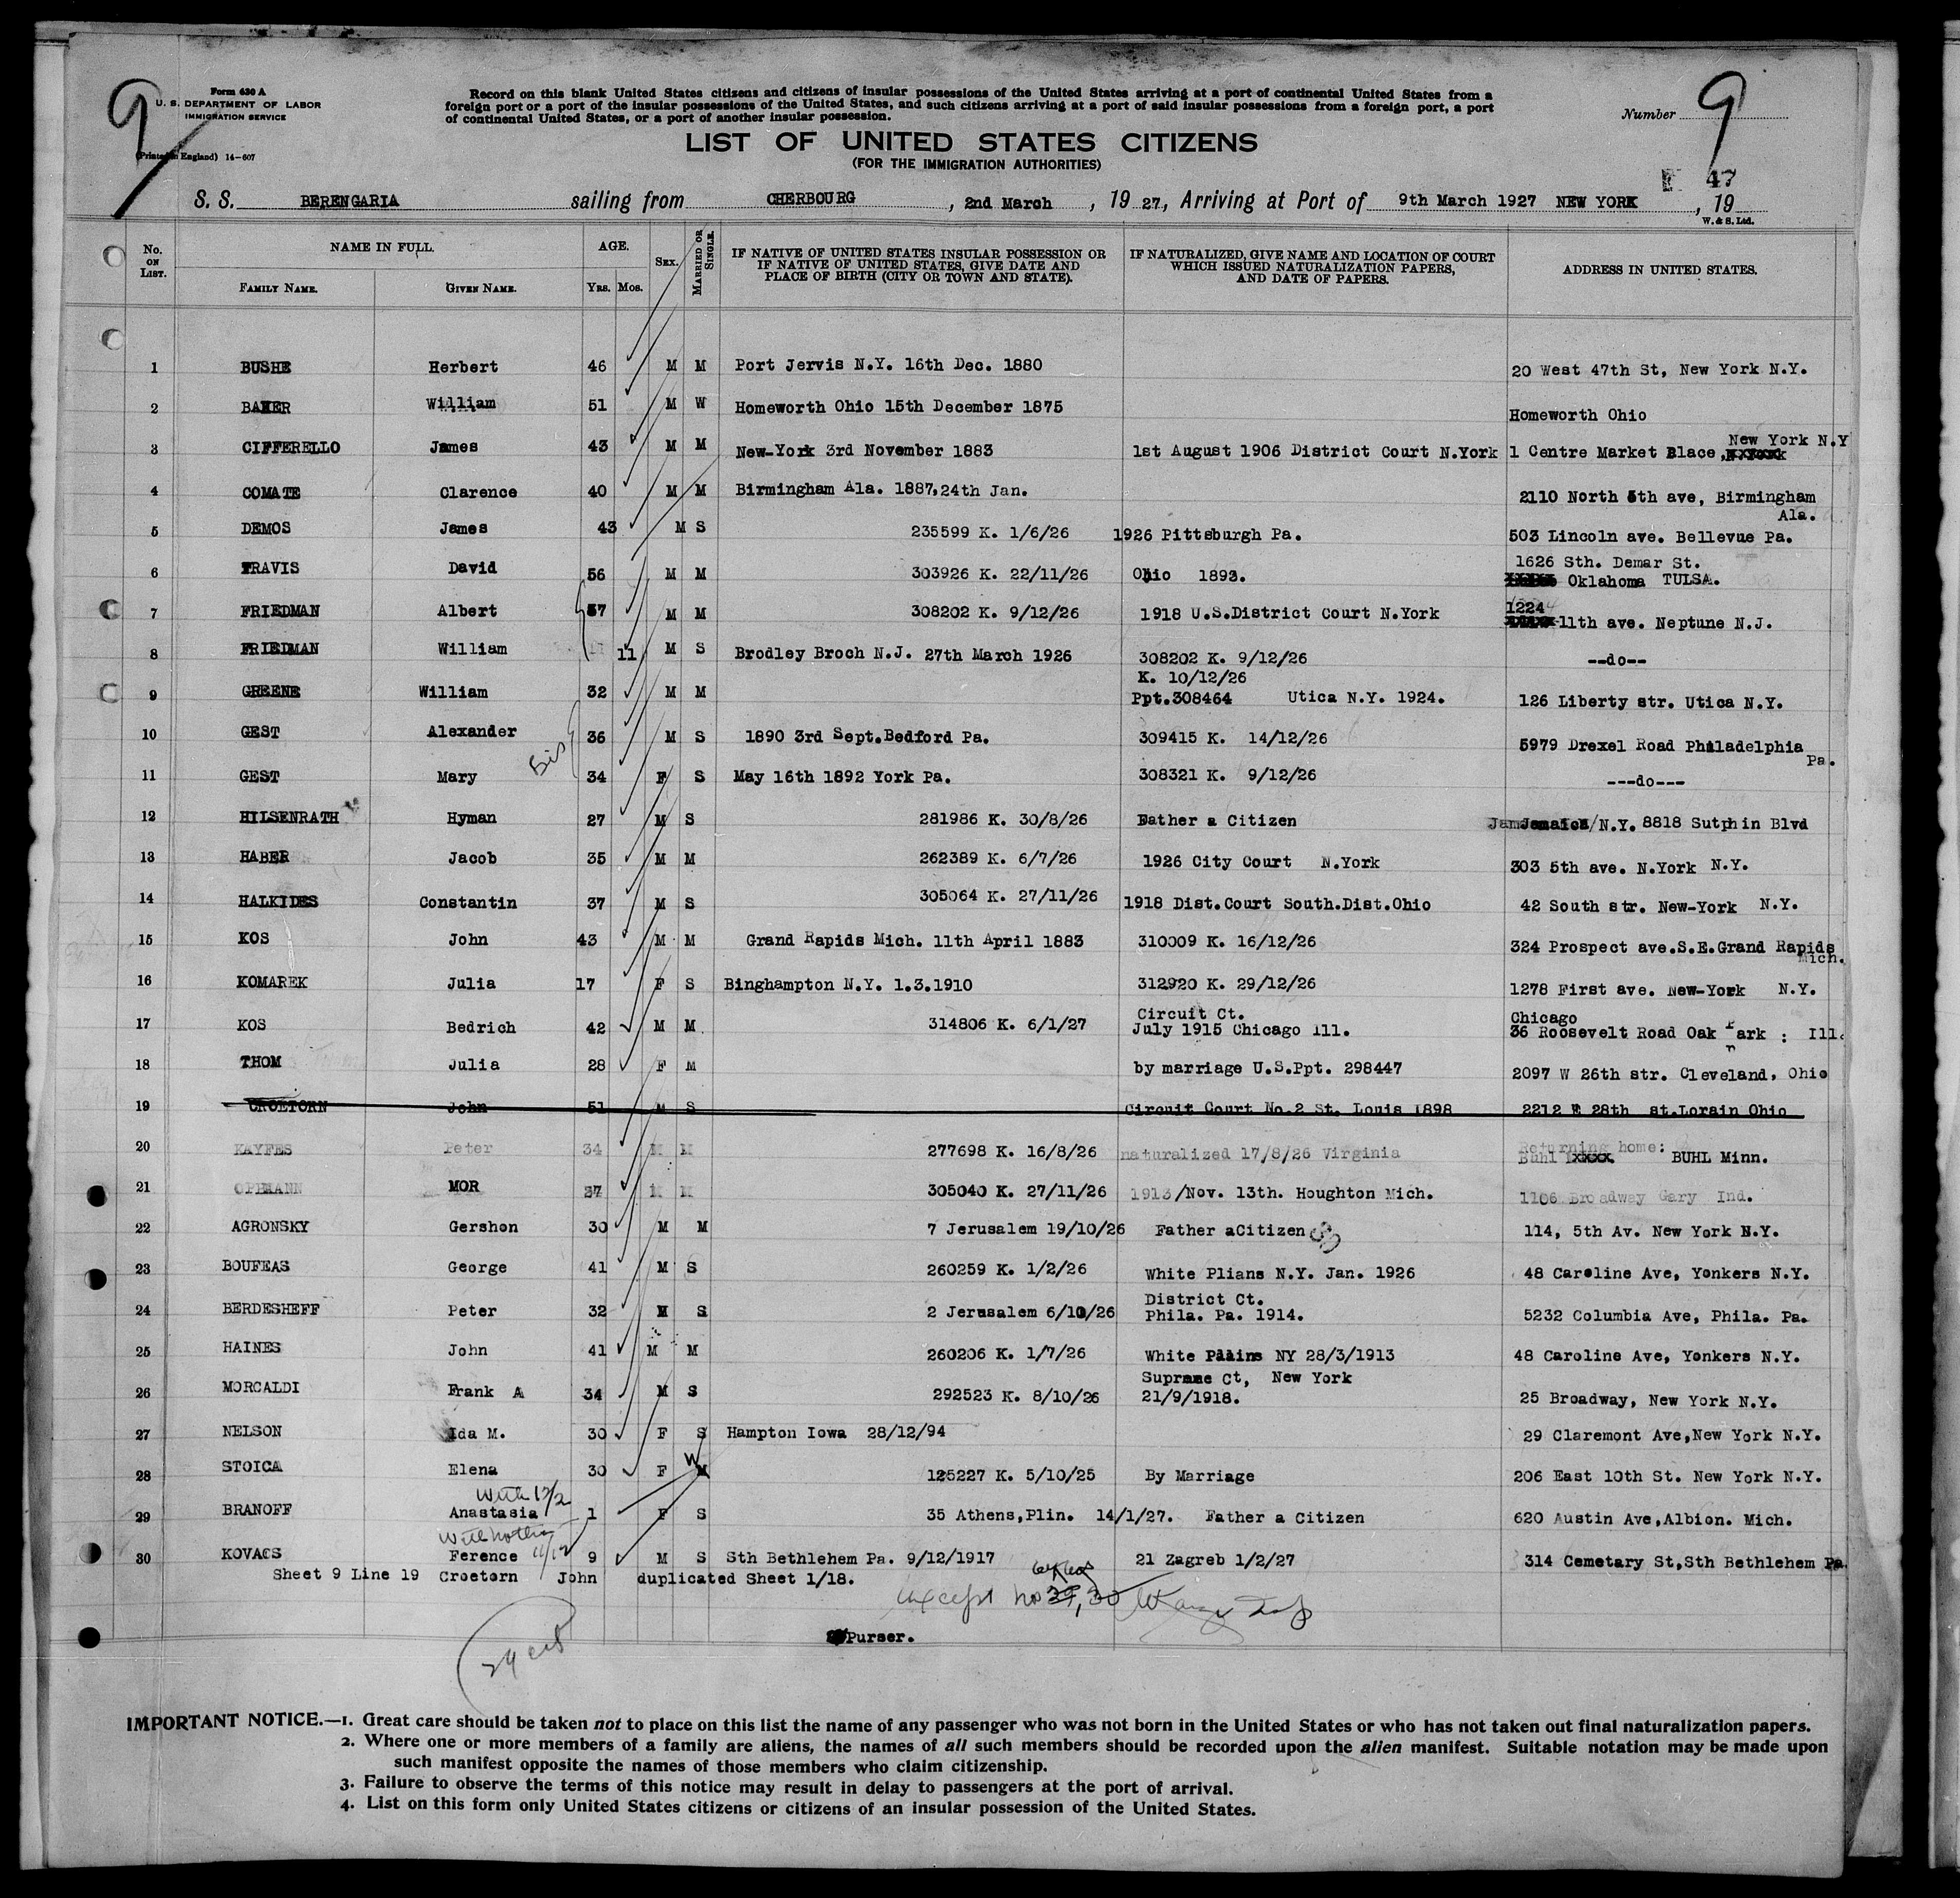 9
Form 630 A
U. S. DEPARTMENT OF LABOR
IMMIGRATION SERVICE
(Printed in England) 14-607
Record on this blank United States citizens and citizens of insular possessions of the United States arriving at a port of continental United States from a
foreign port or a port of the insular possessions of the United States, and such citizens arriving at a port of said insular possessions from a foreign port, a port
of continental United States, or a port of another insular possession.
LIST OF UNITED STATES CITIZENS
(FOR THE IMMIGRATION AUTHORITIES)
Number 9
47
S. S. BERENGARIA sailing from CHERBOURG, 2nd March, 1927, Arriving at Port of 9th March 1927 NEW YORK, 19
W. & S. Ltd.
No. ON LIST. NAME IN FULL. FAMILY NAME. GIVEN NAME. AGE. YRS. MOS. SEX. MARRIED OR SINGLE. IF NATIVE OF UNITED STATES INSULAR POSSESSION OR IF NATIVE OF UNITED STATES, GIVE DATE AND PLACE OF BIRTH (CITY OR TOWN AND STATE). IF NATURALIZED, GIVE NAME AND LOCATION OF COURT WHICH ISSUED NATURALIZATION PAPERS, AND DATE OF PAPERS. ADDRESS IN UNITED STATES.
1 BUSHE Herbert 46 M M Port Jervis N.Y. 16th Dec. 1880 20 West 47th St, New York N.Y.
2 BAKER William 51 M W Homeworth Ohio 15th December 1875 Homeworth Ohio
3 CIFFERELLO James 43 M M New-York 3rd November 1883 1st August 1906 District Court N.York 1 Centre Market Place, New York N.Y
4 COMATE Clarence 40 M M Birmingham Ala. 1887,24th Jan. 2110 North 5th ave, Birmingham Ala.
5 DEMOS James 43 M S 235599 K. 1/6/26 1926 Pittsburgh Pa. 503 Lincoln ave. Bellevue Pa.
6 TRAVIS David 56 M M 303926 K. 22/11/26 Ohio 1893. 1626 Sth. Demar St. Oklahoma TULSA.
7 FRIEDMAN Albert 57 M M 308202 K. 9/12/26 1918 U.S.District Court N.York 1224 11th ave. Neptune N.J.
8 FRIEDMAN William 11 M S Brodley Broch N.J. 27th March 1926 308202 K. 9/12/26 --do--
9 GREENE William 32 M M K. 10/12/26 Ppt.308464 Utica N.Y. 1924. 126 Liberty str. Utica N.Y.
10 GEST Alexander 36 M S 1890 3rd Sept.Bedford Pa. 309415 K. 14/12/26 5979 Drexel Road Philadelphia Pa.
11 GEST Mary 34 F S May 16th 1892 York Pa. 308321 K. 9/12/26 ---do---
12 HILSENRATH Hyman 27 M S 281986 K. 30/8/26 Father a Citizen Jamaica/N.Y. 8818 Sutphin Blvd
13 HABER Jacob 35 M M 262389 K. 6/7/26 1926 City Court N.York 303 5th ave. N.York N.Y.
14 HALKIDES Constantin 37 M S 305064 K. 27/11/26 1918 Dist.Court South.Dist.Ohio 42 South str. New-York N.Y.
15 KOS John 43 M M Grand Rapids Mich. 11th April 1883 310009 K. 16/12/26 324 Prospect ave.S.E.Grand Rapids Mich.
16 KOMAREK Julia 17 F S Binghampton N.Y. 1.3.1910 312920 K. 29/12/26 1278 First ave. New-York N.Y.
17 KOS Bedrich 42 M M 314806 K. 6/1/27 Circuit Ct. July 1915 Chicago Ill. Chicago 36 Roosevelt Road Oak Park : Ill.
18 THOM Julia 28 F M by marriage U.S.Ppt. 298447 2097 W 26th str. Cleveland, Ohio
19 CROETORN John 51 M S Circuit Court No.2 St. Louis 1898 2212 E 28th st.Lorain Ohio
20 KAYFES Peter 34 M M 277698 K. 16/8/26 naturalized 17/8/26 Virginia Returning home: Buhl BUHL Minn.
21 OPEMANN MOR 37 M M 305040 K. 27/11/26 1913/Nov. 13th. Houghton Mich. 1106 Broadway Gary Ind.
22 AGRONSKY Gershon 30 M M 7 Jerusalem 19/10/26 Father aCitizen 114, 5th Av. New York N.Y.
23 BOUFEAS George 41 M S 260259 K. 1/2/26 White Plians N.Y. Jan. 1926 48 Caroline Ave, Yonkers N.Y.
24 BERDESHEFF Peter 32 M S 2 Jerusalem 6/10/26 District Ct. Phila. Pa. 1914. 5232 Columbia Ave, Phila. Pa.
25 HAINES John 41 M M 260206 K. 1/7/26 White Plains NY 28/3/1913 48 Caroline Ave, Yonkers N.Y.
26 MORCALDI Frank A 34 M S 292523 K. 8/10/26 Supreme Ct, New York 21/9/1918. 25 Broadway, New York N.Y.
27 NELSON Ida M. 30 F S Hampton Iowa 28/12/94 29 Claremont Ave,New York N.Y.
28 STOICA Elena 30 F W M 125227 K. 5/10/25 By Marriage 206 East 10th St. New York N.Y.
29 BRANOFF Anastasia 1 F S 35 Athens,Plin. 14/1/27. Father a Citizen 620 Austin Ave,Albion. Mich.
With mother 11/12
30 KOVACS Ference 9 M S Sth Bethlehem Pa. 9/12/1917 21 Zagreb 1/2/27 314 Cemetary St,Sth Bethlehem Pa.
Sheet 9 Line 19 Croetorn John duplicated Sheet 1/18.
except no 29, 30
Purser.
IMPORTANT NOTICE.—1. Great care should be taken not to place on this list the name of any passenger who was not born in the United States or who has not taken out final naturalization papers.
2. Where one or more members of a family are aliens, the names of all such members should be recorded upon the alien manifest. Suitable notation may be made upon
such manifest opposite the names of those members who claim citizenship.
3. Failure to observe the terms of this notice may result in delay to passengers at the port of arrival.
4. List on this form only United States citizens or citizens of an insular possession of the United States.